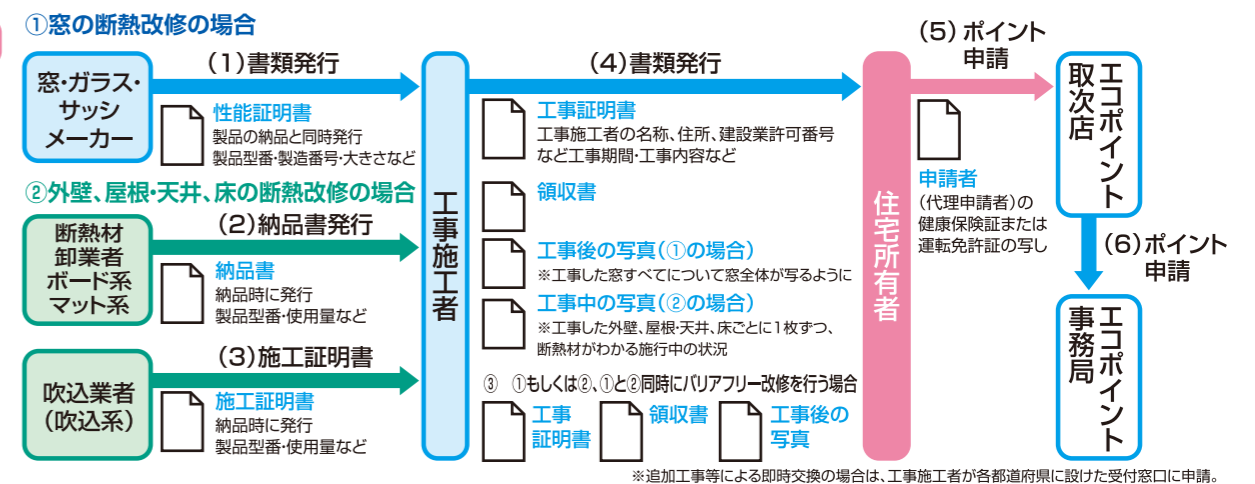 ①窓の断熱改修の場合
窓・ガラス・
サッシ
メーカー
(1)書類発行
性能証明書
製品の納品と同時発行
製品型番・製造番号・大きさなど
②外壁、屋根・天井、床の断熱改修の場合
断熱材
卸業者
ボード系
マット系
(2)納品書発行
納品書
納品時に発行
製品型番・使用量など
吹込業者
(吹込系)
(3)施工証明書
施工証明書
納品時に発行
製品型番・使用量など
工事施工者
(4)書類発行
工事証明書
工事施工者の名称、住所、建設業許可番号
など工事期間・工事内容など
領収書
工事後の写真(①の場合)
※工事した窓すべてについて窓全体が写るように
工事中の写真(②の場合)
※工事した外壁、屋根・天井、床ごとに1枚ずつ、
断熱材がわかる施行中の状況
③ ①もしくは②、①と②同時にバリアフリー改修を行う場合
工事
証明書
領収書
工事後の
写真
住宅所有者
(5)ポイント
申請
申請者
(代理申請者)の
健康保険証または
運転免許証の写し
エコポイント
取次店
(6)ポイント
申請
エコポイント
事務局
※追加工事等による即時交換の場合は、工事施工者が各都道府県に設けた受付窓口に申請。